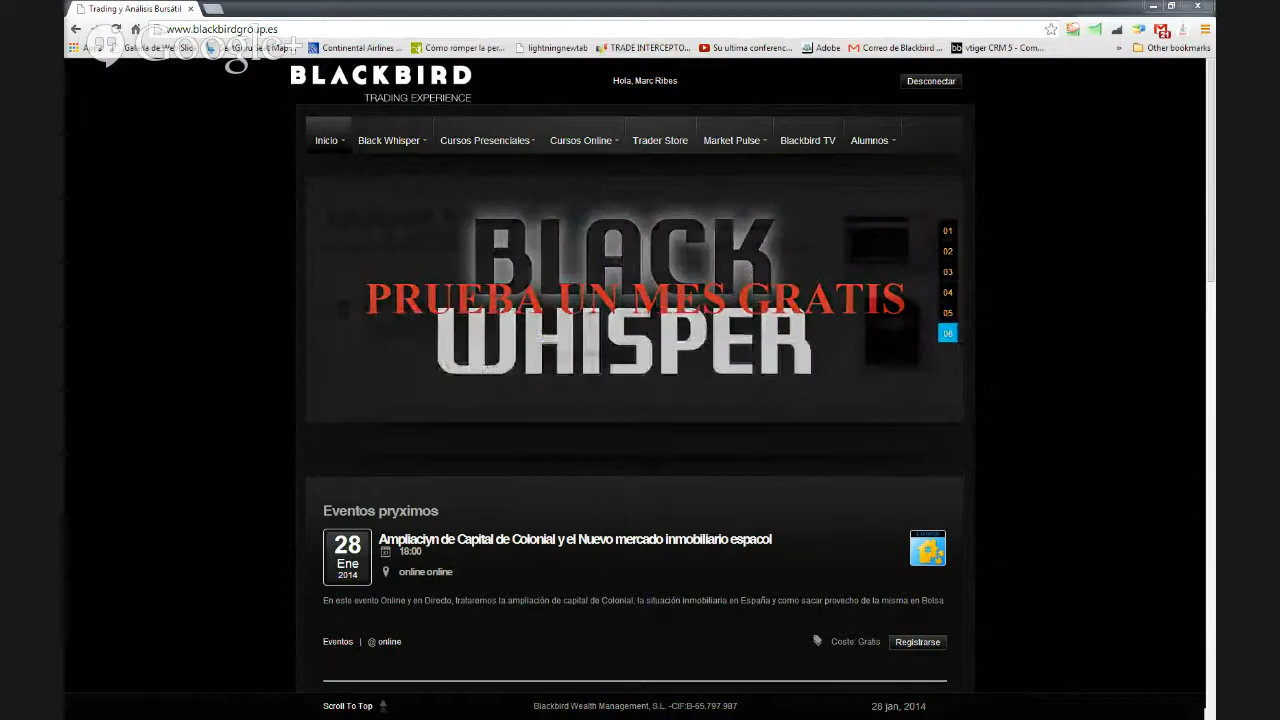 Trading y Análisis Bursátil
www.blackbirdgroup.es
Google+
Galería de Web Slic
Continental Airlines ...
Cómo romper la pe...
lightningnewtab
TRADE INTERCEPTO...
Su ultima conferenc...
Adobe
Correo de Blackbird ...
vtiger CRM 5 - Com...
» Other bookmarks
BLACKBIRD
TRADING EXPERIENCE
Hola, Marc Ribes
Desconectar
Inicio
Black Whisper
Cursos Presenciales
Cursos Online
Trader Store
Market Pulse
Blackbird TV
Alumnos
BLACK
PRUEBA UN MES GRATIS
WHISPER
01
02
03
04
05
06
Eventos pryximos
28
Ene
2014
Ampliaciyn de Capital de Colonial y el Nuevo mercado inmobiliario espacol
18:00
online online
En este evento Online y en Directo, trataremos la ampliación de capital de Colonial, la situación inmobiliaria en España y como sacar provecho de la misma en Bolsa
Eventos | @ online
Coste: Gratis
Registrarse
Scroll To Top
Blackbird Wealth Management, S.L. -CIF:B-65.797.987
28 jan, 2014